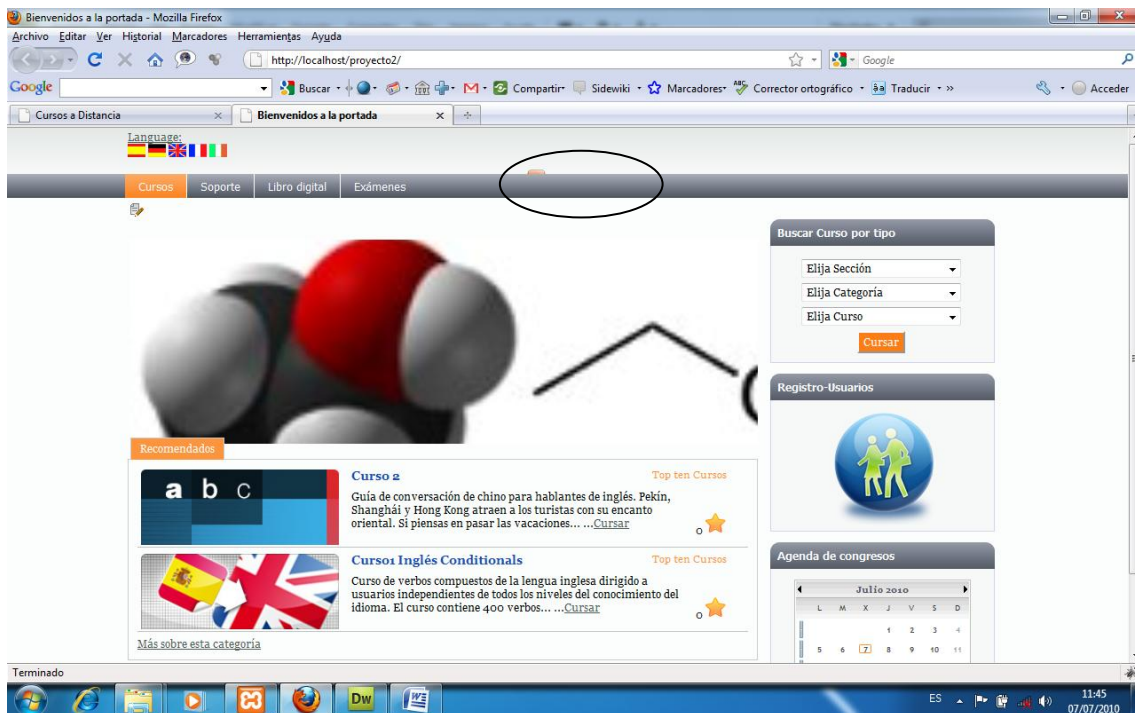 Bienvenidos a la portada - Mozilla Firefox
Archivo Editar Ver Historial Marcadores Herramientas Ayuda
http://localhost/proyecto2/
Google
Google Buscar Compartir Sidewiki Marcadores ABC Corrector ortográfico Traducir » Acceder
Cursos a Distancia
Bienvenidos a la portada
Language:
Cursos Soporte Libro digital Exámenes
Buscar Curso por tipo
Elija Sección
Elija Categoría
Elija Curso
Cursar
Registro-Usuarios
Recomendados
a b c
Curso 2
Top ten Cursos
Guía de conversación de chino para hablantes de inglés. Pekín,
Shanghái y Hong Kong atraen a los turistas con su encanto
oriental. Si piensas en pasar las vacaciones... ...Cursar
0
Curso1 Inglés Conditionals
Top ten Cursos
Curso de verbos compuestos de la lengua inglesa dirigido a
usuarios independientes de todos los niveles del conocimiento del
idioma. El curso contiene 400 verbos... ...Cursar
0
Más sobre esta categoría
Agenda de congresos
Julio 2010
L M X J V S D
1 2 3 4
5 6 7 8 9 10 11
Terminado
Dw
ES
11:45
07/07/2010